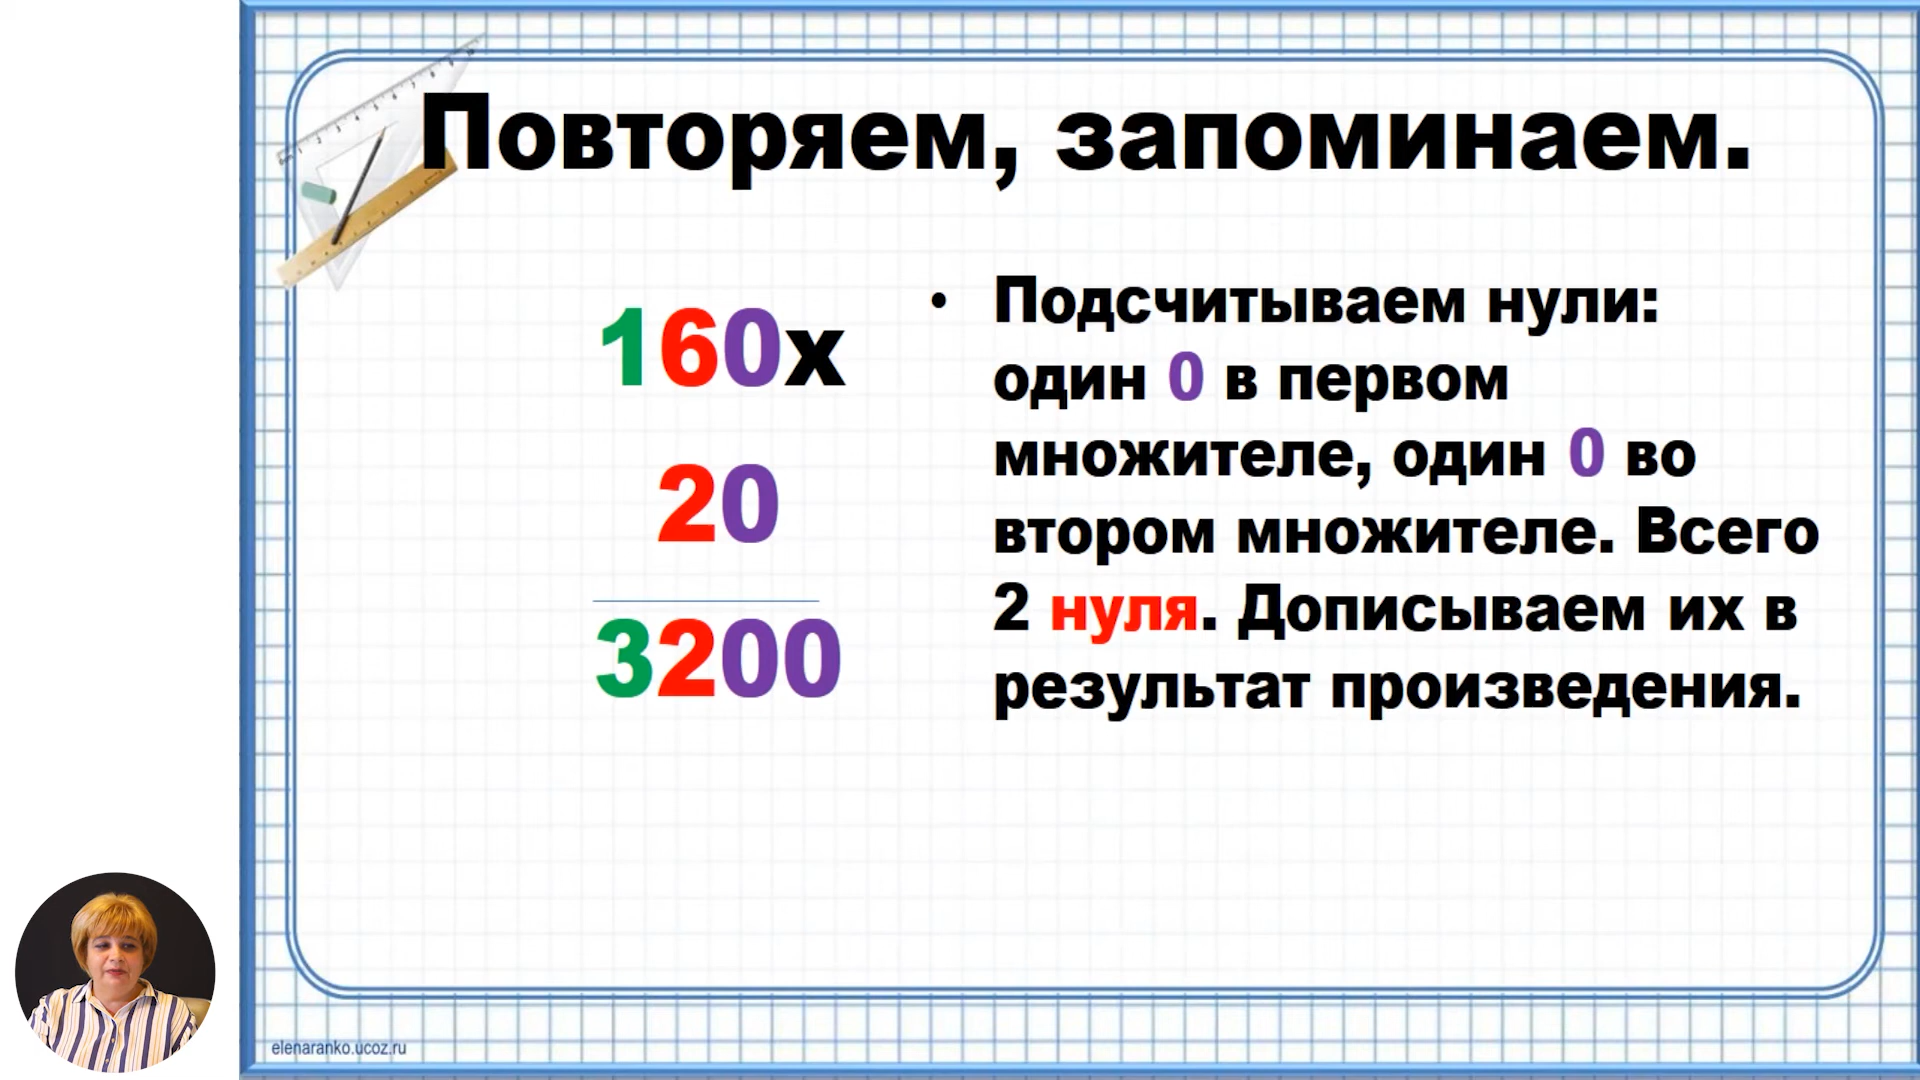 Повторяем, запоминаем.
160х
20
3200
• Подсчитываем нули:
один 0 в первом
множителе, один 0 во
втором множителе. Всего
2 нуля. Дописываем их в
результат произведения.
elenaranko.ucoz.ru